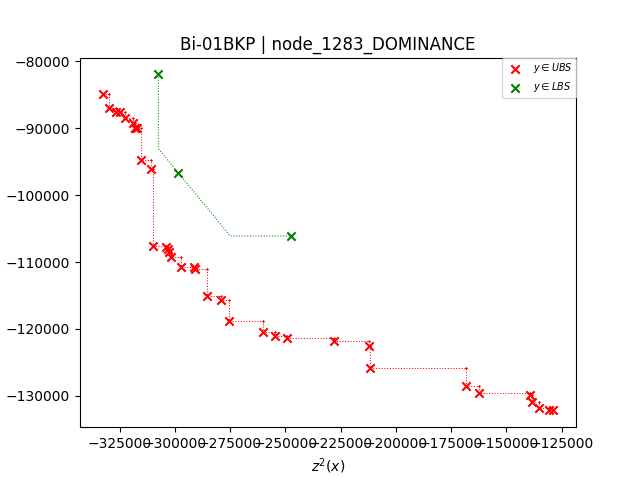 Bi-01BKP | node_1283_DOMINANCE
y ∈ UBS
y ∈ LBS
−80000
−90000
−100000
−110000
−120000
−130000
−325000 −300000 −275000 −250000 −225000 −200000 −175000 −150000 −125000
z²(x)